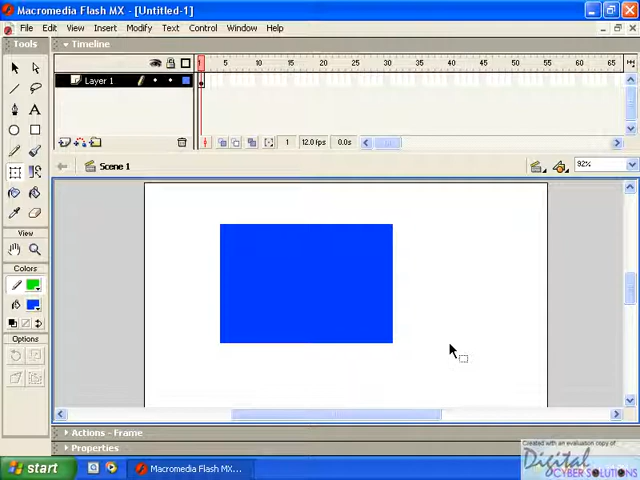 Macromedia Flash MX - [Untitled-1]
File Edit View Insert Modify Text Control Window Help
Tools
Timeline
1 5 10 15 20 25 30 35 40 45 50 55 60 65
Layer 1
1 12.0 fps 0.0s
Scene 1
92%
View
Colors
Options
Actions - Frame
Properties
Created with an evaluation copy of
Digital
CYBER SOLUTIONS
start
Macromedia Flash MX...